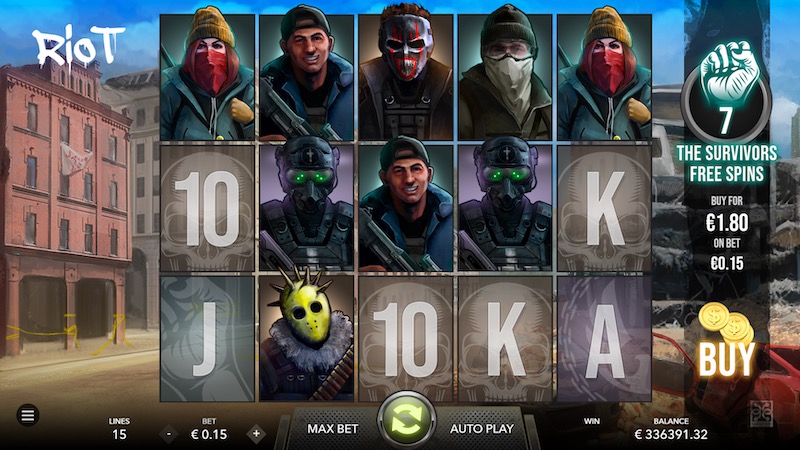 RioT
7
THE SURVIVORS
FREE SPINS
BUY FOR
€1.80
ON BET
€0.15
10
K
J
10
K
A
BUY
LINES
15
BET
- € 0.15 +
MAX BET
AUTO PLAY
WIN
BALANCE
€ 336391.32